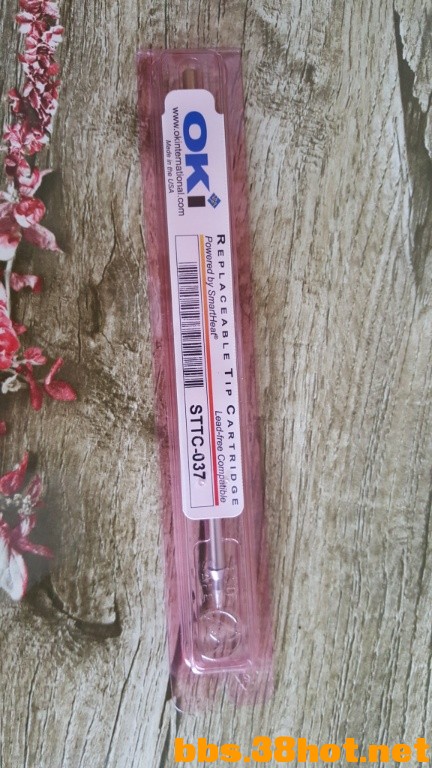 OKi
www.okinternational.com
Made in the USA
REPLACEABLE TIP CARTRIDGE
Powered by SmartHeat®
Lead-free Compatible
STTC-037
bbs.38hot.net